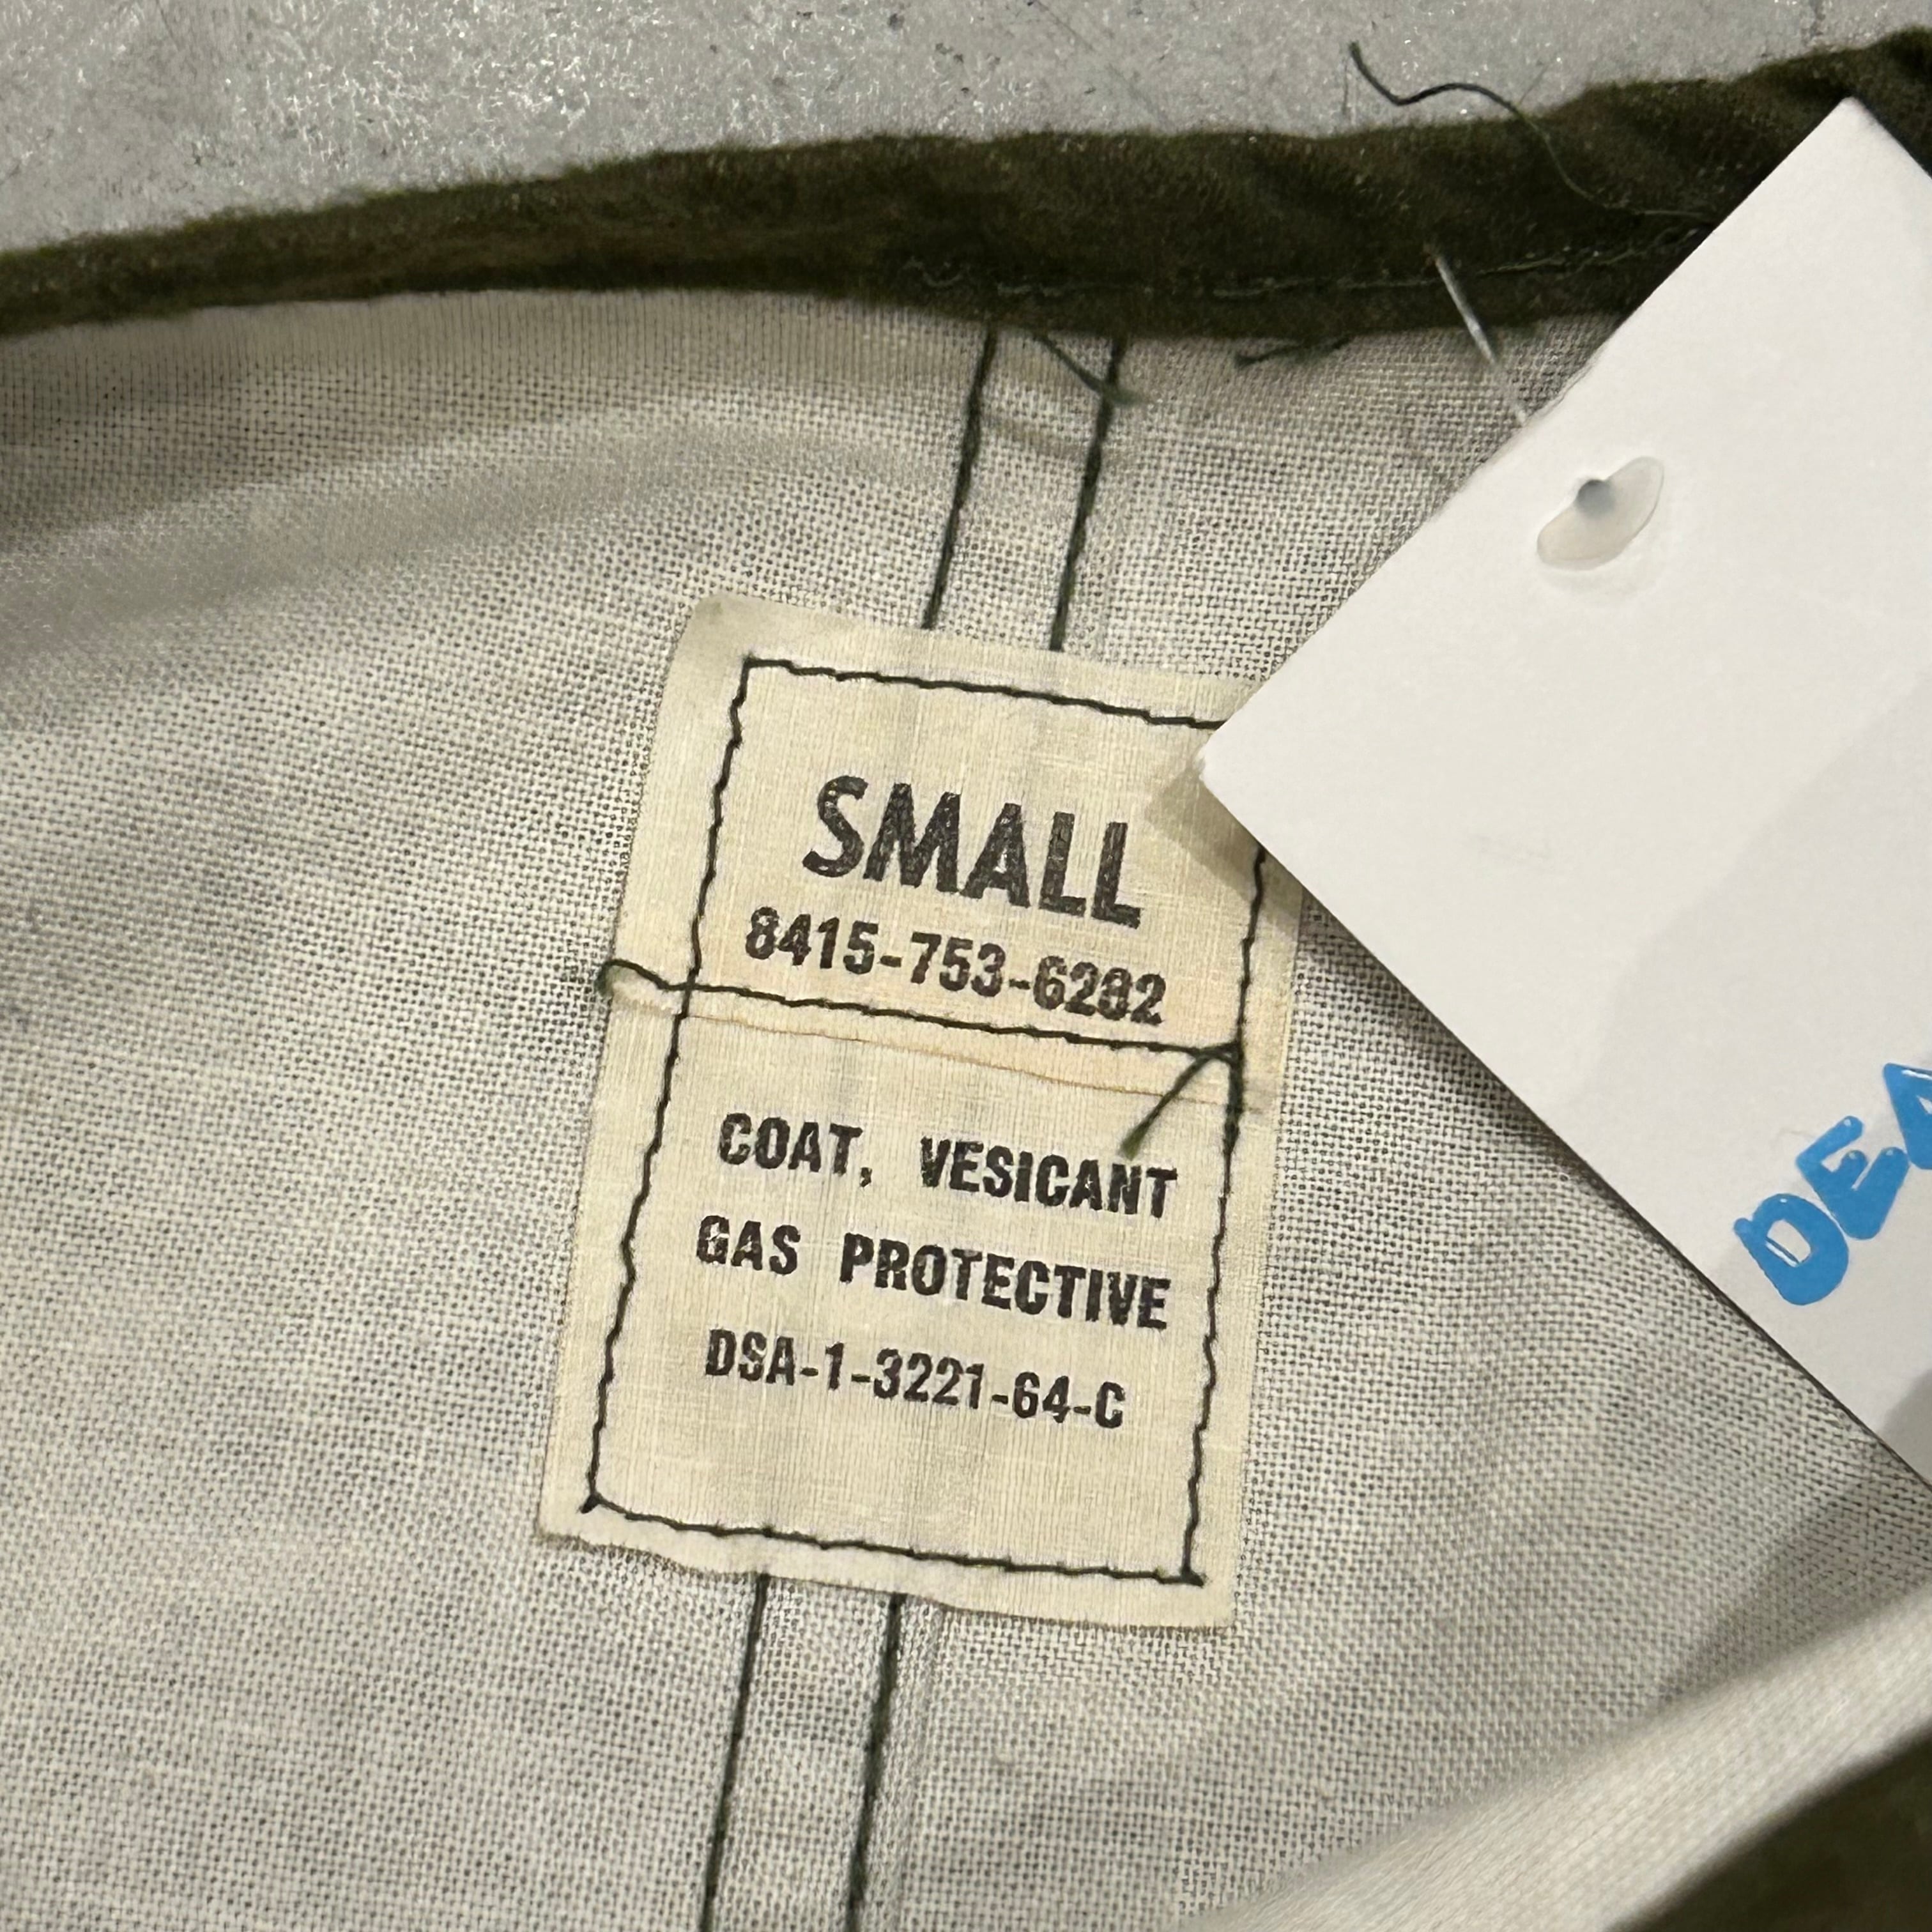 SMALL
8415-753-6282
COAT, VESICANT
GAS PROTECTIVE
DSA-1-3221-64-C